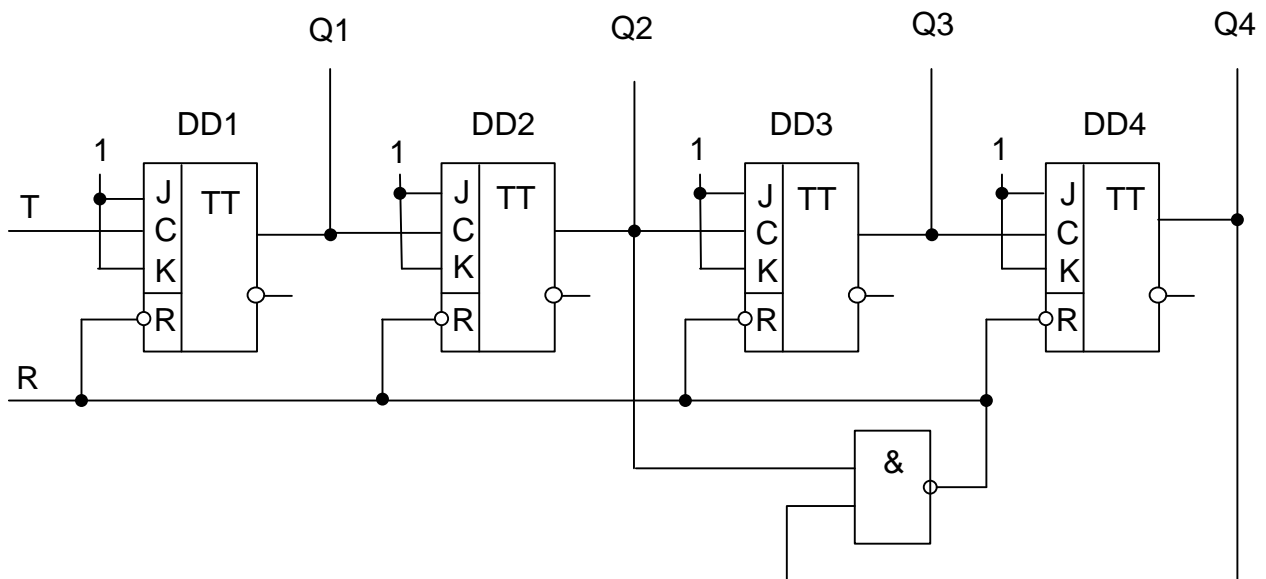 Q1 Q2 Q3 Q4
DD1 DD2 DD3 DD4
1 1 1 1
T
J TT J TT J TT J TT
C C C C
K K K K
R R R R
R
&